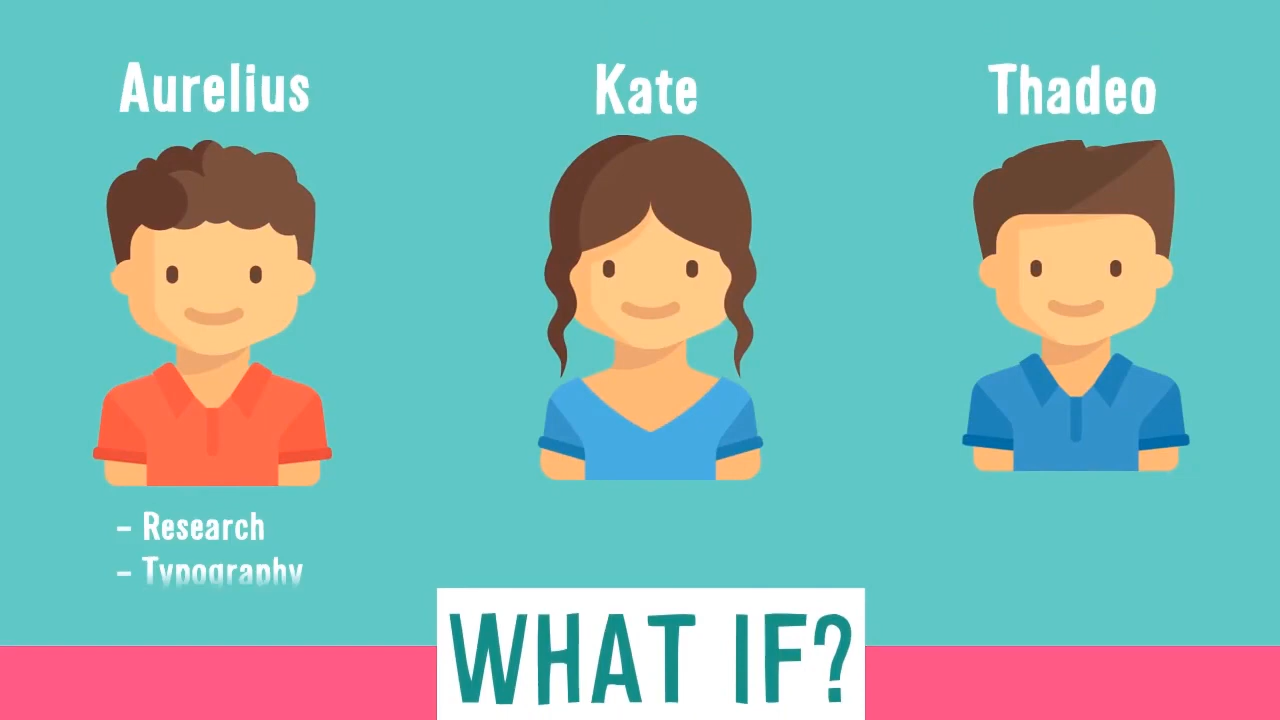 Aurelius
Kate
Thadeo
- Research
- Typography
WHAT IF?